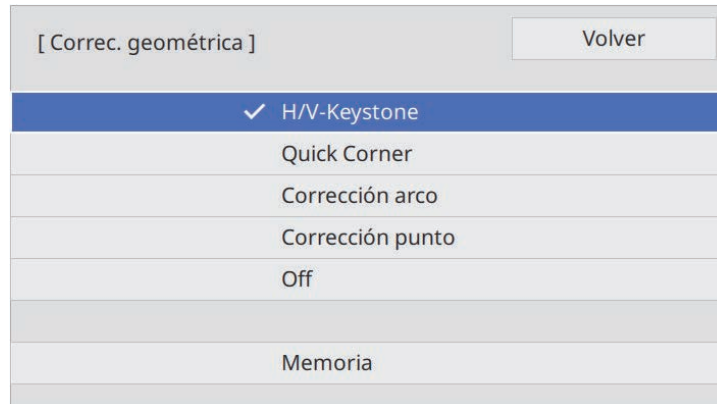 [ Correc. geométrica ]
Volver
H/V-Keystone
Quick Corner
Corrección arco
Corrección punto
Off
Memoria